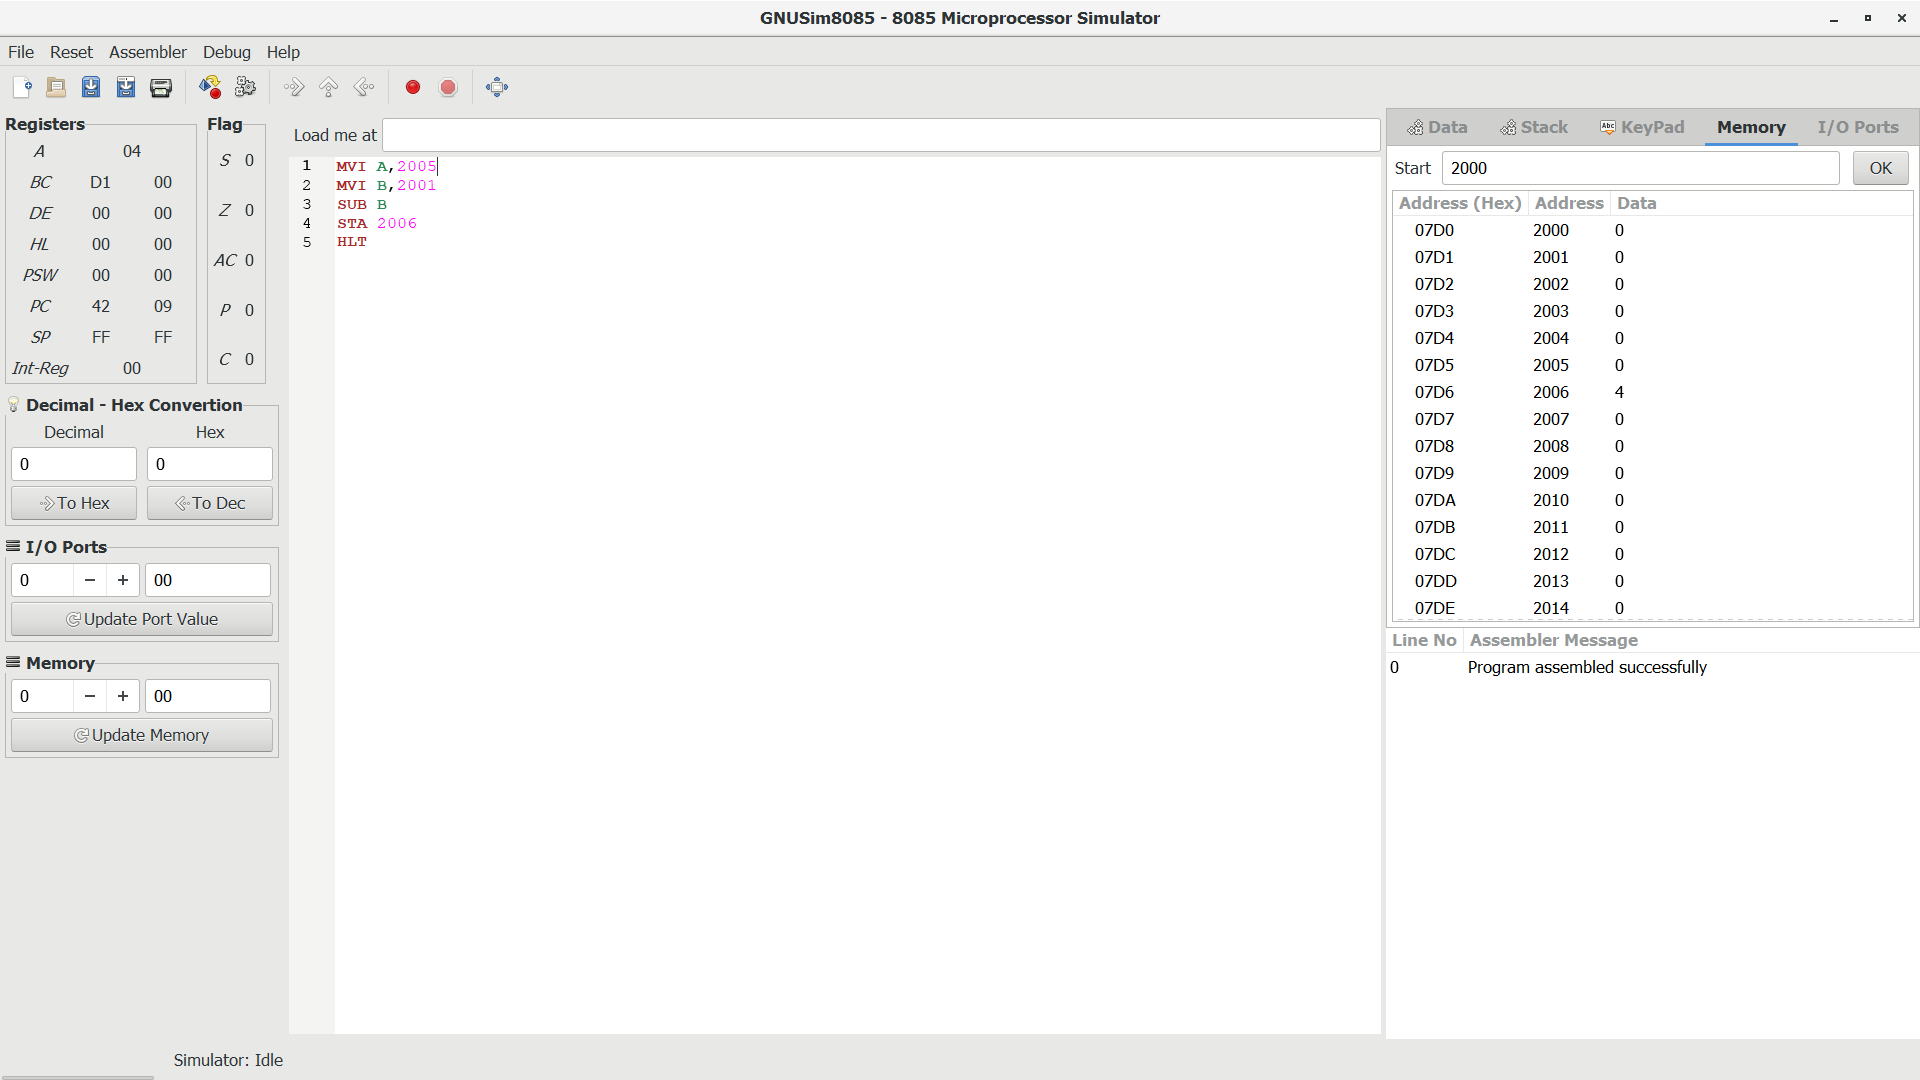 GNUSim8085 - 8085 Microprocessor Simulator
File Reset Assembler Debug Help
Registers
A 04
BC D1 00
DE 00 00
HL 00 00
PSW 00 00
PC 42 09
SP FF FF
Int-Reg 00
Flag
S 0
Z 0
AC 0
P 0
C 0
Decimal - Hex Convertion
Decimal Hex
0 0
To Hex To Dec
I/O Ports
0 − + 00
Update Port Value
Memory
0 − + 00
Update Memory
Load me at
1 MVI A,2005
2 MVI B,2001
3 SUB B
4 STA 2006
5 HLT
Data Stack Abc KeyPad Memory I/O Ports
Start 2000 OK
Address (Hex) Address Data
07D0 2000 0
07D1 2001 0
07D2 2002 0
07D3 2003 0
07D4 2004 0
07D5 2005 0
07D6 2006 4
07D7 2007 0
07D8 2008 0
07D9 2009 0
07DA 2010 0
07DB 2011 0
07DC 2012 0
07DD 2013 0
07DE 2014 0
Line No Assembler Message
0 Program assembled successfully
Simulator: Idle